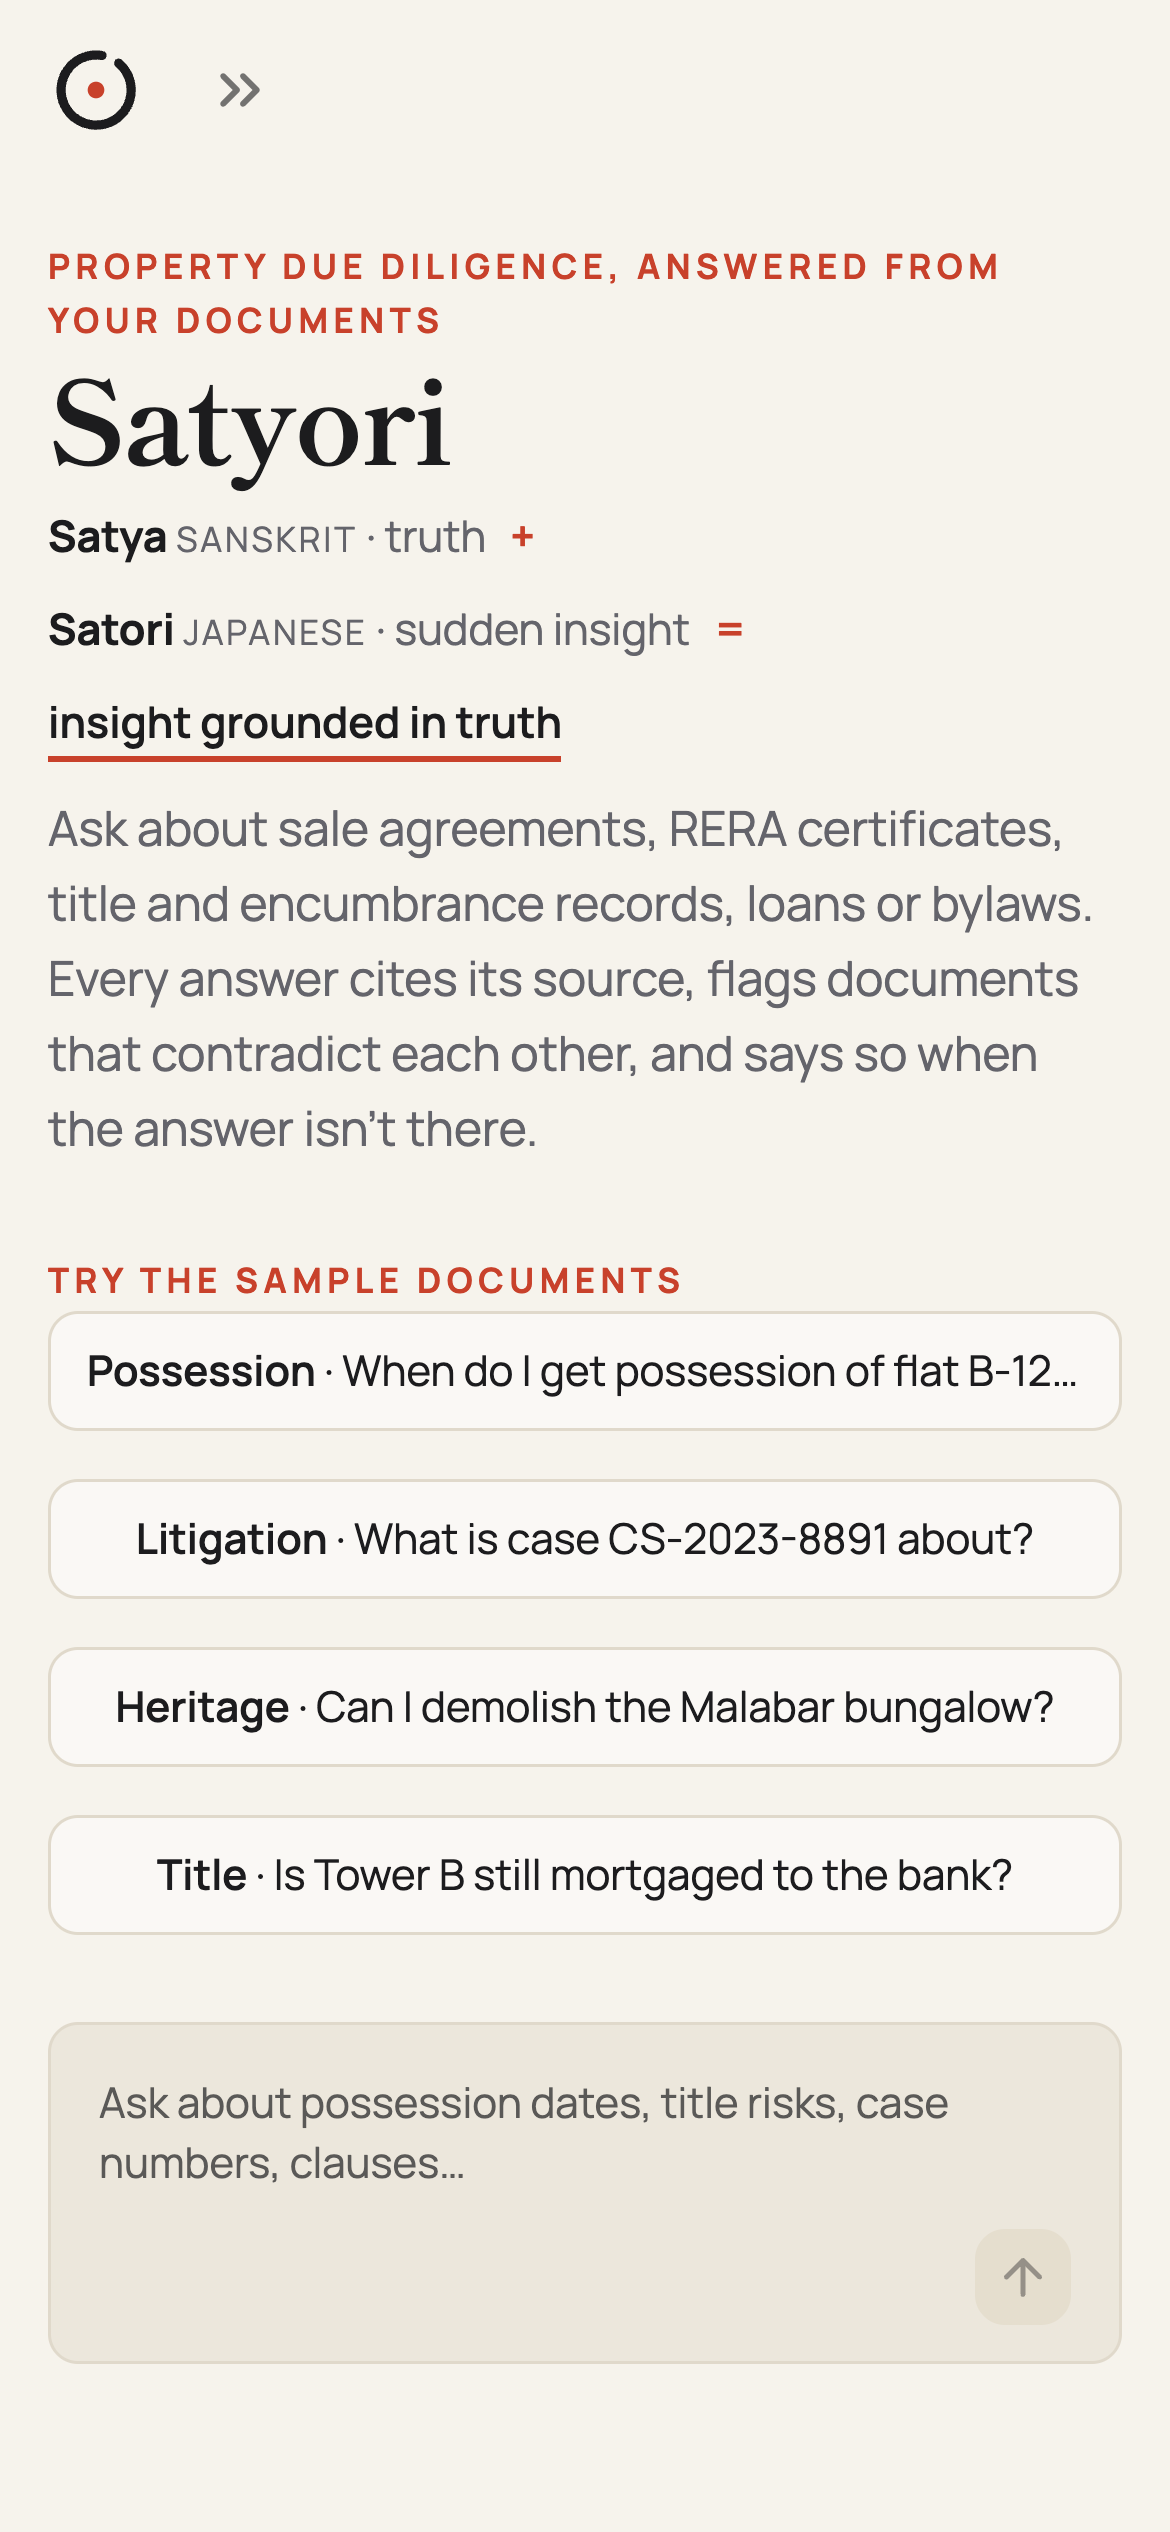 PROPERTY DUE DILIGENCE, ANSWERED FROM
YOUR DOCUMENTS
Satyori
Satya SANSKRIT · truth +
Satori JAPANESE · sudden insight =
insight grounded in truth
Ask about sale agreements, RERA certificates,
title and encumbrance records, loans or bylaws.
Every answer cites its source, flags documents
that contradict each other, and says so when
the answer isn’t there.
TRY THE SAMPLE DOCUMENTS
Possession · When do I get possession of flat B-12…
Litigation · What is case CS-2023-8891 about?
Heritage · Can I demolish the Malabar bungalow?
Title · Is Tower B still mortgaged to the bank?
Ask about possession dates, title risks, case
numbers, clauses…